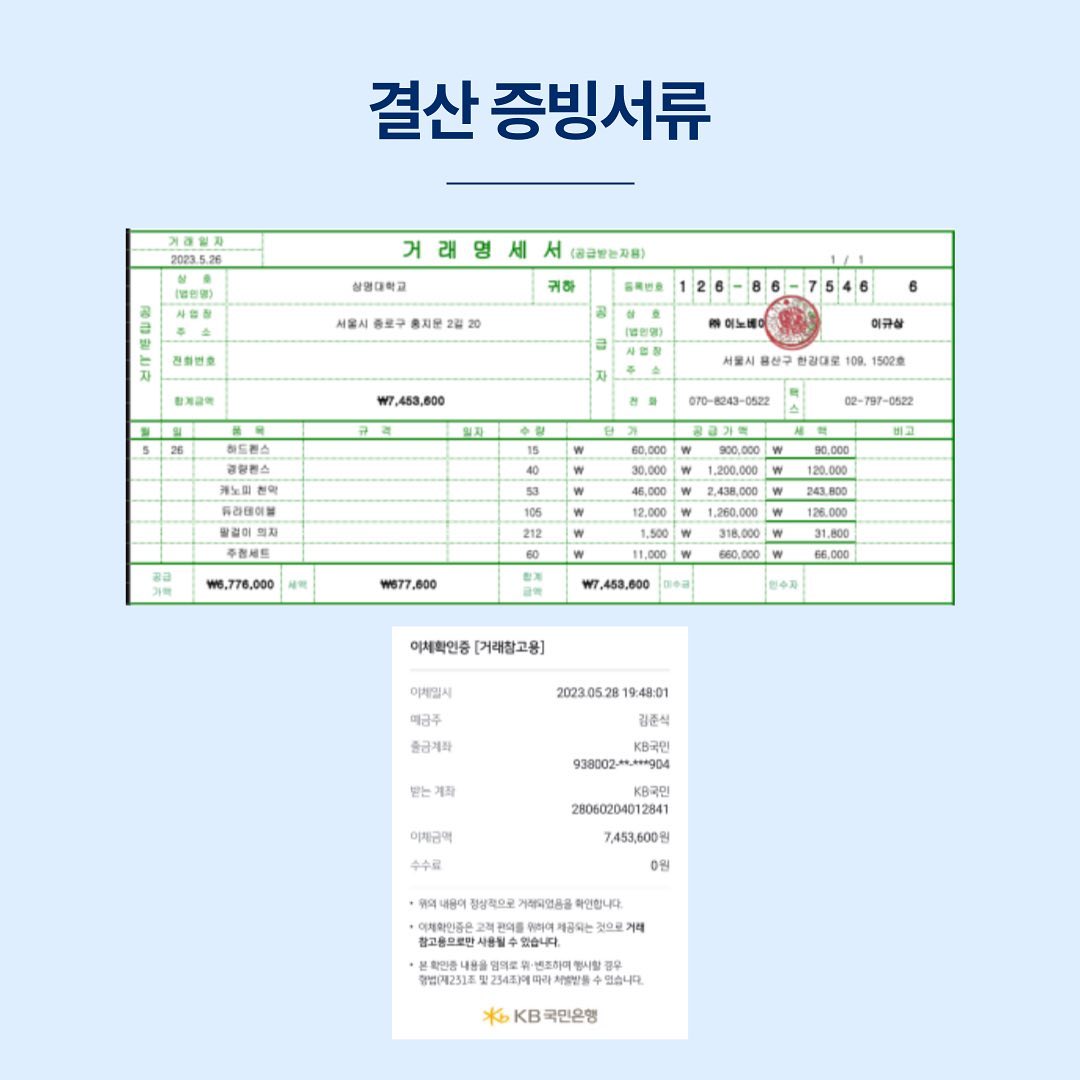 결산 증빙서류
거래일자
2023.5.26
거 래 명 세 서 (공급받는자용)
1 / 1
공급받는자
상 호
(법인명)
상명대학교
귀하
사업장
주 소
서울시 종로구 홍지문 2길 20
전화번호
합계금액
₩7,453,600
공급자
등록번호
1 2 6 - 8 6 - 7 5 4 6 6
상 호
(법인명)
㈜ 이노베이
이규상
사업장
주 소
서울시 용산구 한강대로 109, 1502호
전 화
070-8243-0522
팩스
02-797-0522
월 일 품 목 규 격 일자 수 량 단 가 공급가액 세 액 비고
5 26 하드펜스 15 ₩ 60,000 ₩ 900,000 ₩ 90,000
경량펜스 40 ₩ 30,000 ₩ 1,200,000 ₩ 120,000
캐노피 천막 53 ₩ 46,000 ₩ 2,438,000 ₩ 243,800
듀라테이블 105 ₩ 12,000 ₩ 1,260,000 ₩ 126,000
팔걸이 의자 212 ₩ 1,500 ₩ 318,000 ₩ 31,800
주점세트 60 ₩ 11,000 ₩ 660,000 ₩ 66,000
공급가액 ₩6,776,000 세액 ₩677,600 합계금액 ₩7,453,600 미수금 인수자
이체확인증 [거래참고용]
이체일시 2023.05.28 19:48:01
예금주 김준식
출금계좌 KB국민
938002-**-***904
받는 계좌 KB국민
28060204012841
이체금액 7,453,600원
수수료 0원
• 위의 내용이 정상적으로 거래되었음을 확인합니다.
• 이체확인증은 고객 편의를 위하여 제공되는 것으로 거래
참고용으로만 사용될 수 있습니다.
• 본 확인증 내용을 임의로 위·변조하여 행사할 경우
형법(제231조 및 234조)에 따라 처벌받을 수 있습니다.
KB국민은행